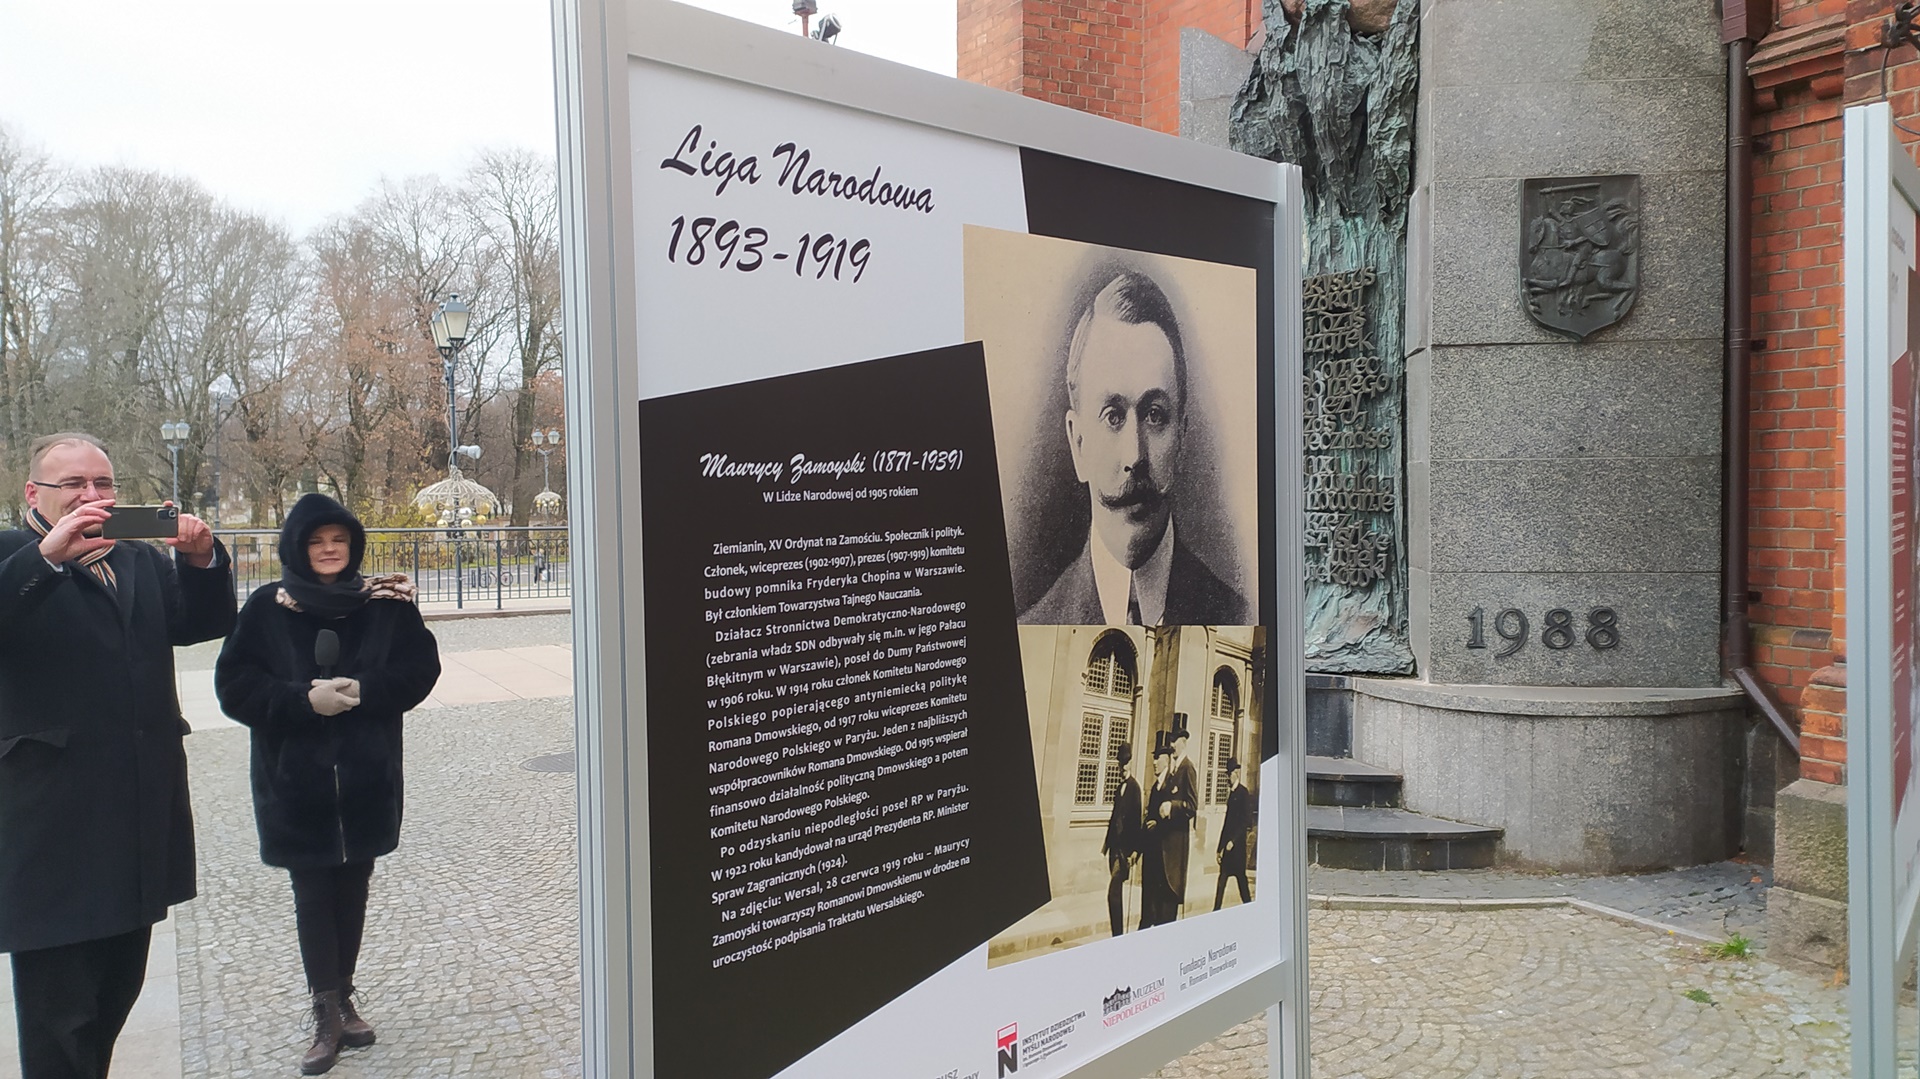 Liga Narodowa
1893-1919
Maurycy Zamoyski (1871-1939)
W Lidze Narodowej od 1905 rokiem
Ziemianin, XV Ordynat na Zamościu. Społecznik i polityk.
Członek, wiceprezes (1902-1907), prezes (1907-1919) komitetu
budowy pomnika Fryderyka Chopina w Warszawie.
Był członkiem Towarzystwa Tajnego Nauczania.
Działacz Stronnictwa Demokratyczno-Narodowego
(zebrania władz SDN odbywały się m.in. w jego Pałacu
Błękitnym w Warszawie), poseł do Dumy Państwowej
w 1906 roku. W 1914 roku członek Komitetu Narodowego
Polskiego popierającego antyniemiecką politykę
Romana Dmowskiego, od 1917 roku wiceprezes Komitetu
Narodowego Polskiego w Paryżu. Jeden z najbliższych
współpracowników Romana Dmowskiego. Od 1915 wspierał
finansowo działalność polityczną Dmowskiego a potem
Komitetu Narodowego Polskiego.
Po odzyskaniu niepodległości poseł RP w Paryżu.
W 1922 roku kandydował na urząd Prezydenta RP. Minister
Spraw Zagranicznych (1924).
Na zdjęciu: Wersal, 28 czerwca 1919 roku – Maurycy
Zamoyski towarzyszy Romanowi Dmowskiemu w drodze na
uroczystość podpisania Traktatu Wersalskiego.
INSTYTUT DZIEDZICTWA
MYŚLI NARODOWEJ
MUZEUM
NIEPODLEGŁOŚCI
Fundacja Narodowa
im. Romana Dmowskiego
1988